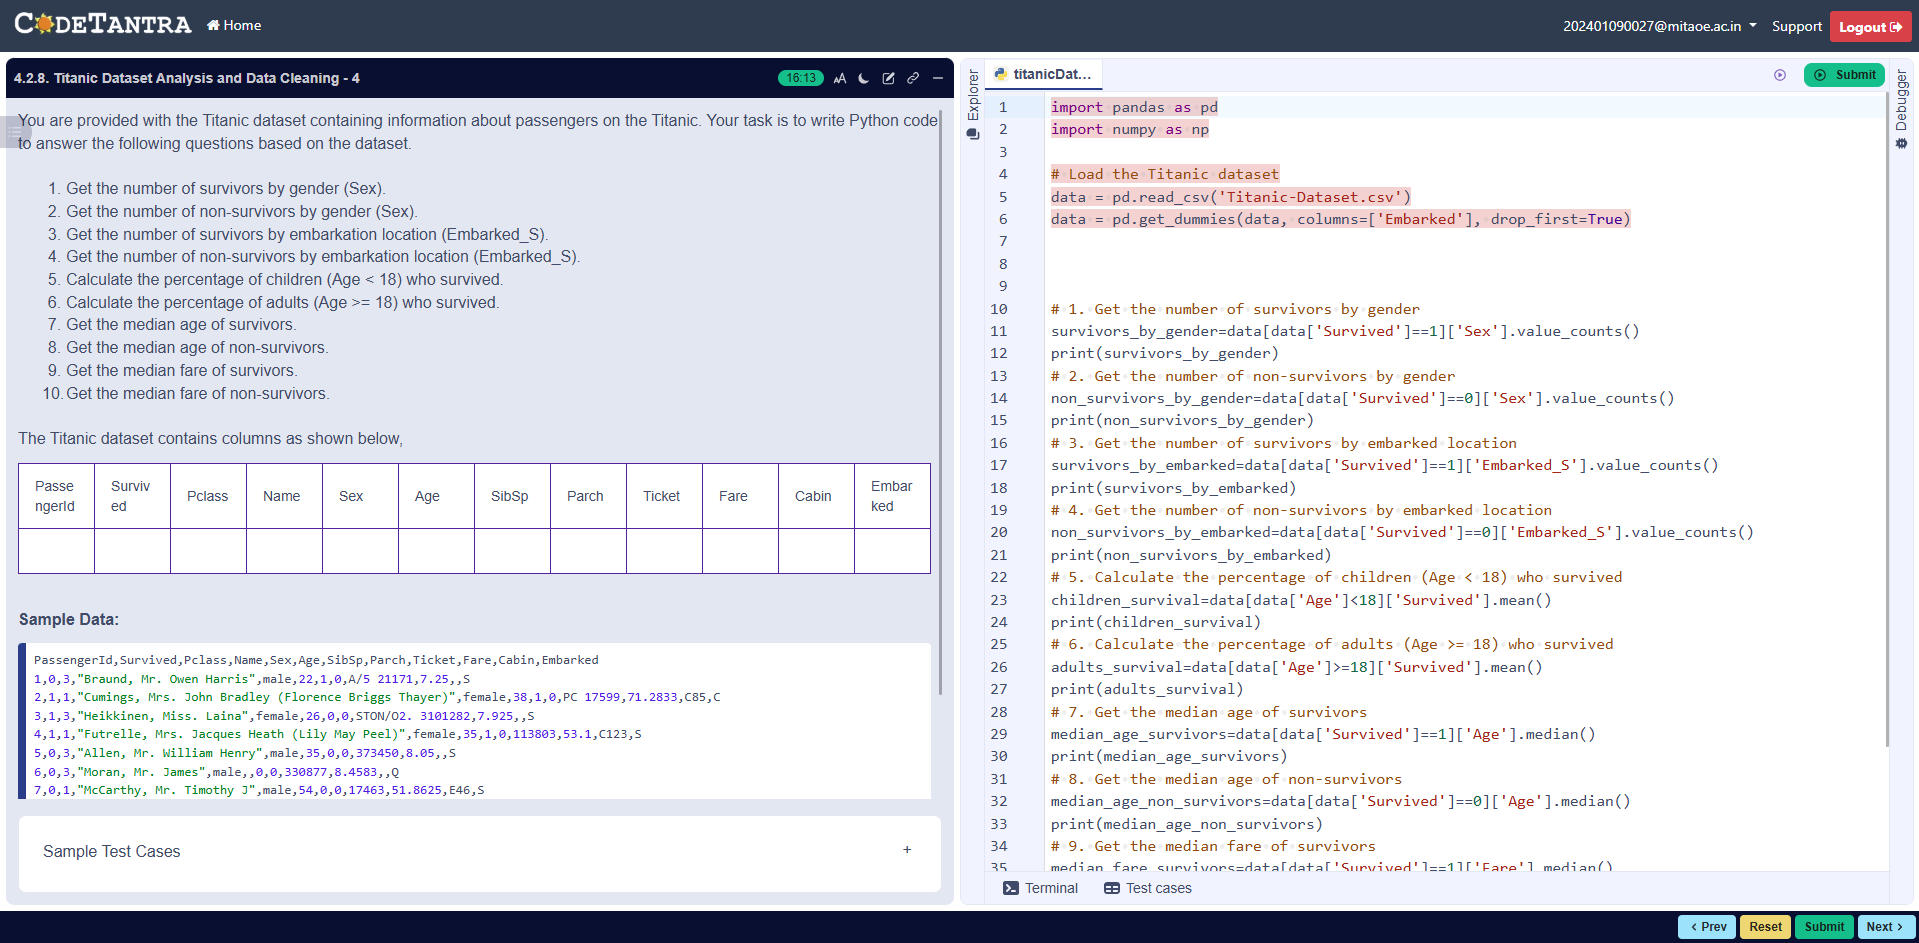 CODETANTRA
Home
202401090027@mitaoe.ac.in
Support
Logout
4.2.8. Titanic Dataset Analysis and Data Cleaning - 4
16:13
You are provided with the Titanic dataset containing information about passengers on the Titanic. Your task is to write Python code
to answer the following questions based on the dataset.
1. Get the number of survivors by gender (Sex).
2. Get the number of non-survivors by gender (Sex).
3. Get the number of survivors by embarkation location (Embarked_S).
4. Get the number of non-survivors by embarkation location (Embarked_S).
5. Calculate the percentage of children (Age < 18) who survived.
6. Calculate the percentage of adults (Age >= 18) who survived.
7. Get the median age of survivors.
8. Get the median age of non-survivors.
9. Get the median fare of survivors.
10. Get the median fare of non-survivors.
The Titanic dataset contains columns as shown below,
Passe
ngerId
Surviv
ed
Pclass
Name
Sex
Age
SibSp
Parch
Ticket
Fare
Cabin
Embar
ked
Sample Data:
PassengerId,Survived,Pclass,Name,Sex,Age,SibSp,Parch,Ticket,Fare,Cabin,Embarked
1,0,3,"Braund, Mr. Owen Harris",male,22,1,0,A/5 21171,7.25,,S
2,1,1,"Cumings, Mrs. John Bradley (Florence Briggs Thayer)",female,38,1,0,PC 17599,71.2833,C85,C
3,1,3,"Heikkinen, Miss. Laina",female,26,0,0,STON/O2. 3101282,7.925,,S
4,1,1,"Futrelle, Mrs. Jacques Heath (Lily May Peel)",female,35,1,0,113803,53.1,C123,S
5,0,3,"Allen, Mr. William Henry",male,35,0,0,373450,8.05,,S
6,0,3,"Moran, Mr. James",male,,0,0,330877,8.4583,,Q
7,0,1,"McCarthy, Mr. Timothy J",male,54,0,0,17463,51.8625,E46,S
Sample Test Cases
+
Explorer
titanicDat...
Submit
Debugger
1 import pandas as pd
2 import numpy as np
3
4 # Load the Titanic dataset
5 data = pd.read_csv('Titanic-Dataset.csv')
6 data = pd.get_dummies(data, columns=['Embarked'], drop_first=True)
7
8
9
10 # 1. Get the number of survivors by gender
11 survivors_by_gender=data[data['Survived']==1]['Sex'].value_counts()
12 print(survivors_by_gender)
13 # 2. Get the number of non-survivors by gender
14 non_survivors_by_gender=data[data['Survived']==0]['Sex'].value_counts()
15 print(non_survivors_by_gender)
16 # 3. Get the number of survivors by embarked location
17 survivors_by_embarked=data[data['Survived']==1]['Embarked_S'].value_counts()
18 print(survivors_by_embarked)
19 # 4. Get the number of non-survivors by embarked location
20 non_survivors_by_embarked=data[data['Survived']==0]['Embarked_S'].value_counts()
21 print(non_survivors_by_embarked)
22 # 5. Calculate the percentage of children (Age < 18) who survived
23 children_survival=data[data['Age']<18]['Survived'].mean()
24 print(children_survival)
25 # 6. Calculate the percentage of adults (Age >= 18) who survived
26 adults_survival=data[data['Age']>=18]['Survived'].mean()
27 print(adults_survival)
28 # 7. Get the median age of survivors
29 median_age_survivors=data[data['Survived']==1]['Age'].median()
30 print(median_age_survivors)
31 # 8. Get the median age of non-survivors
32 median_age_non_survivors=data[data['Survived']==0]['Age'].median()
33 print(median_age_non_survivors)
34 # 9. Get the median fare of survivors
35 median_fare_survivors=data[data['Survived']==1]['Fare'].median()
Terminal
Test cases
Prev
Reset
Submit
Next